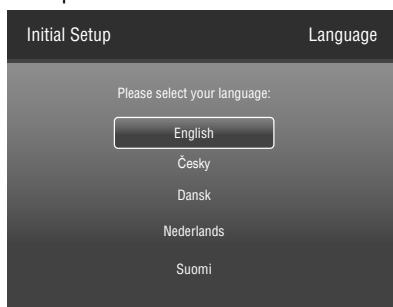 Initial Setup
Language
Please select your language:
English
Česky
Dansk
Nederlands
Suomi